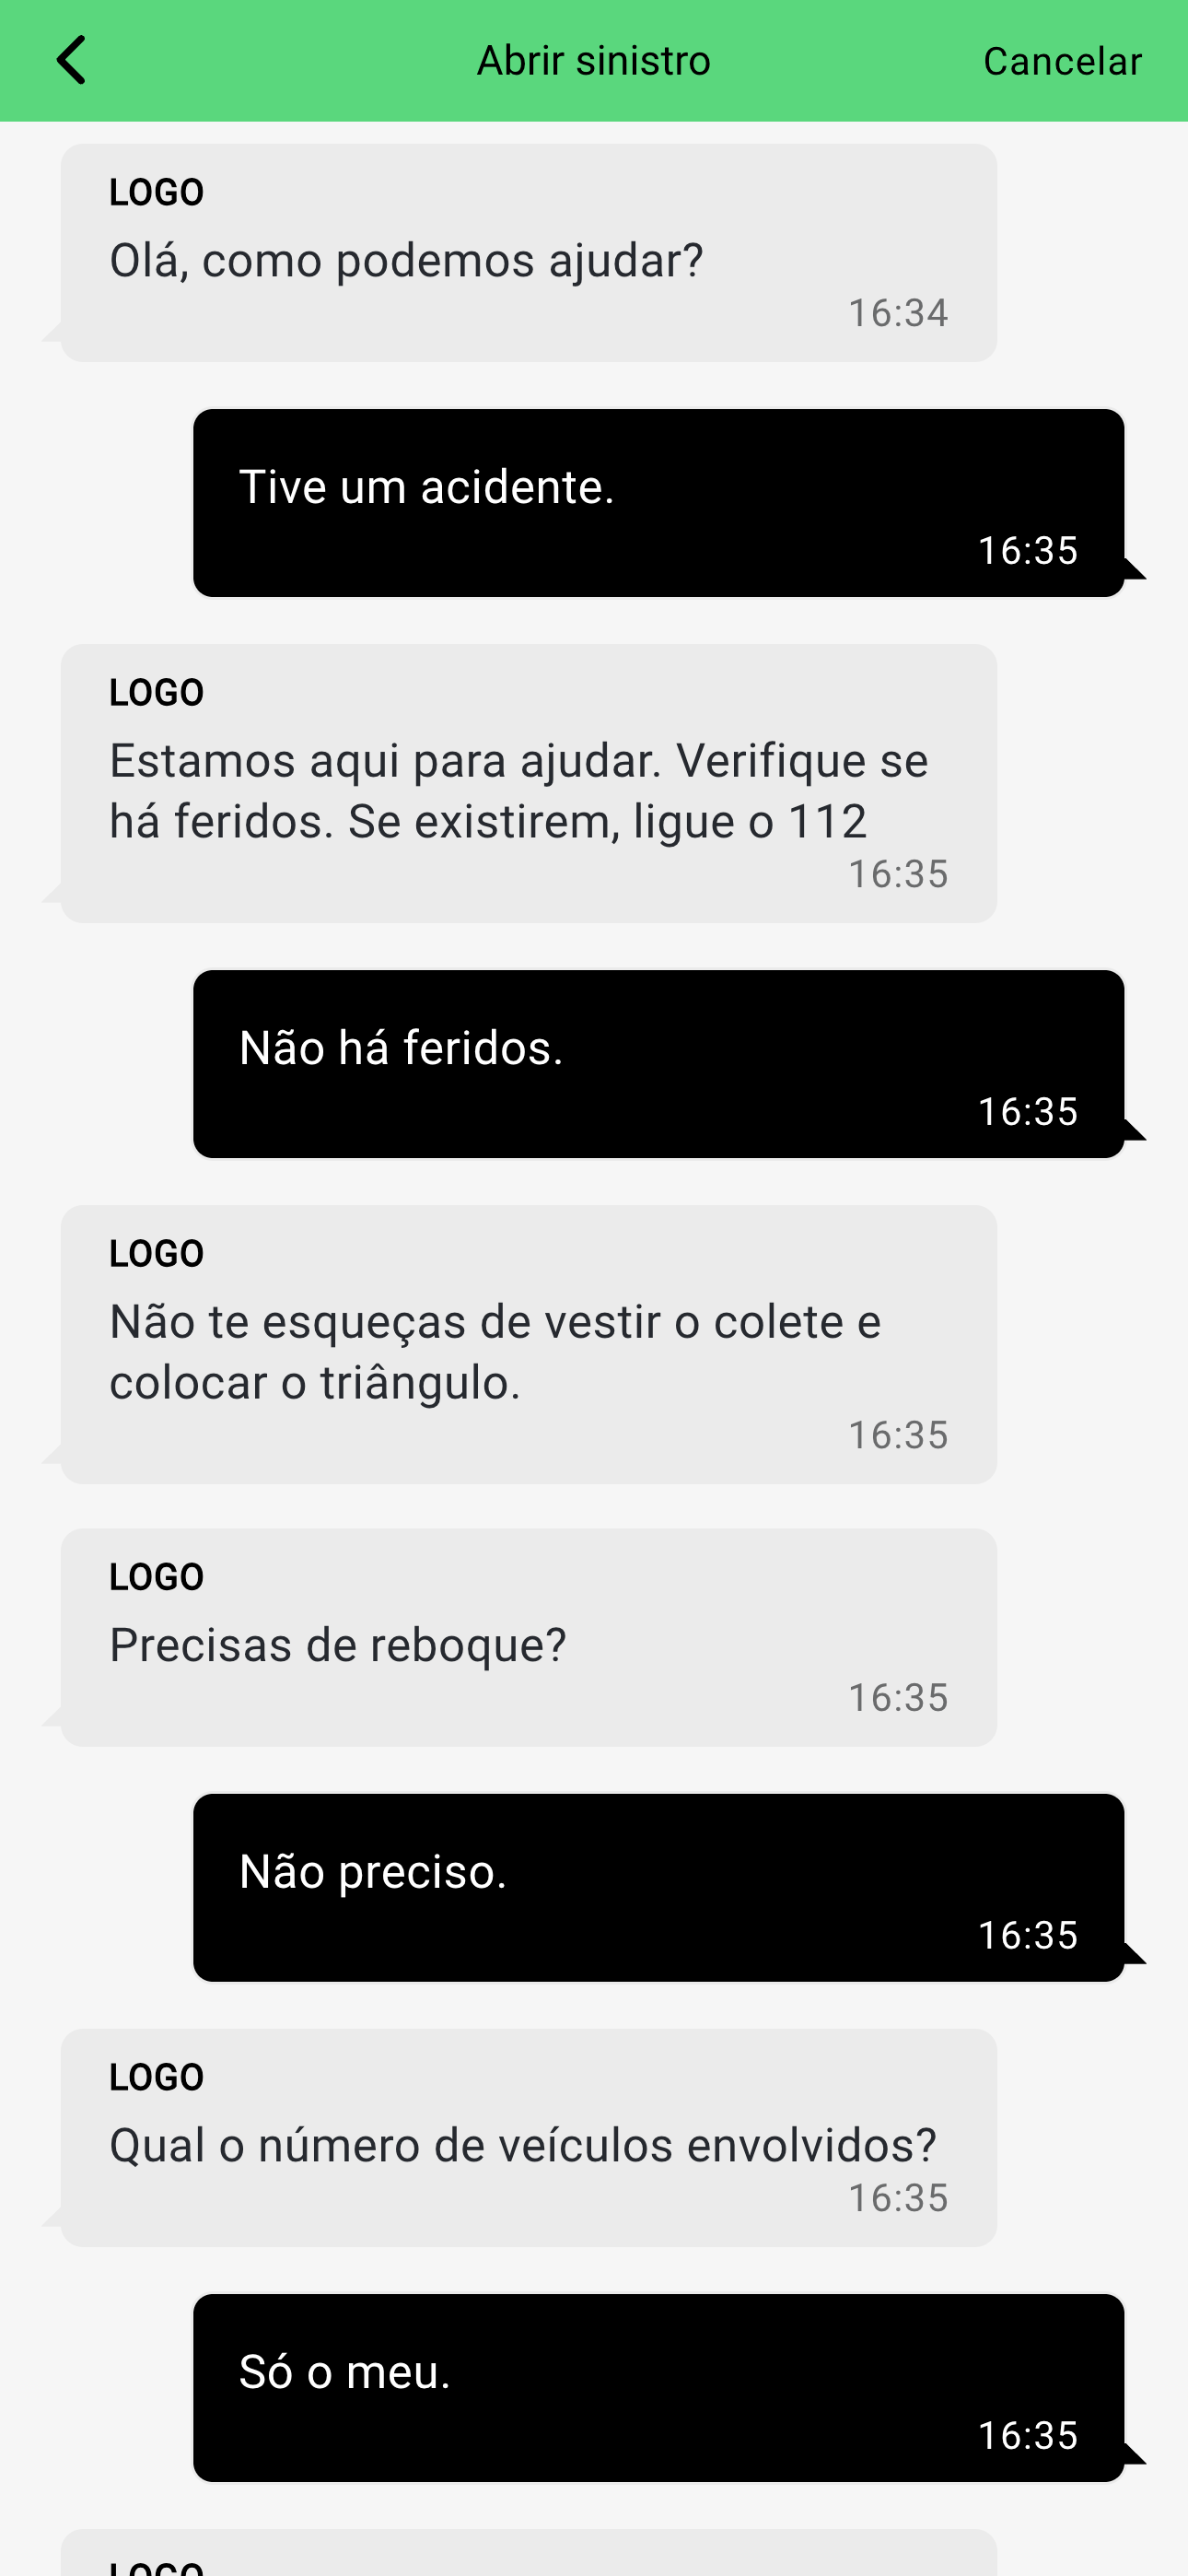 Abrir sinistro
Cancelar
LOGO
Olá, como podemos ajudar?
16:34
Tive um acidente.
16:35
LOGO
Estamos aqui para ajudar. Verifique se
há feridos. Se existirem, ligue o 112
16:35
Não há feridos.
16:35
LOGO
Não te esqueças de vestir o colete e
colocar o triângulo.
16:35
LOGO
Precisas de reboque?
16:35
Não preciso.
16:35
LOGO
Qual o número de veículos envolvidos?
16:35
Só o meu.
16:35
LOGO